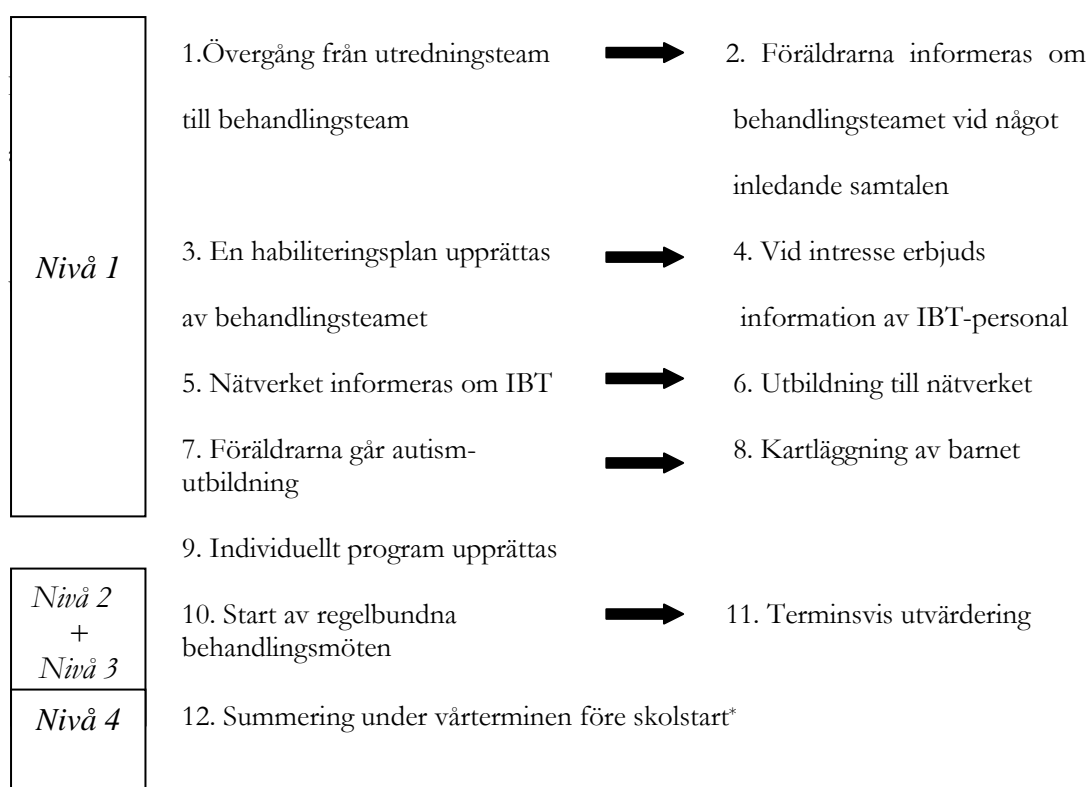 1.Övergång från utredningsteam
till behandlingsteam
2. Föräldrarna informeras om
behandlingsteamet vid något
inledande samtalen
Nivå 1
3. En habiliteringsplan upprättas
av behandlingsteamet
4. Vid intresse erbjuds
information av IBT-personal
5. Nätverket informeras om IBT
6. Utbildning till nätverket
7. Föräldrarna går autism-
utbildning
8. Kartläggning av barnet
9. Individuellt program upprättas
Nivå 2
+
Nivå 3
10. Start av regelbundna
behandlingsmöten
11. Terminsvis utvärdering
Nivå 4
12. Summering under vårterminen före skolstart*